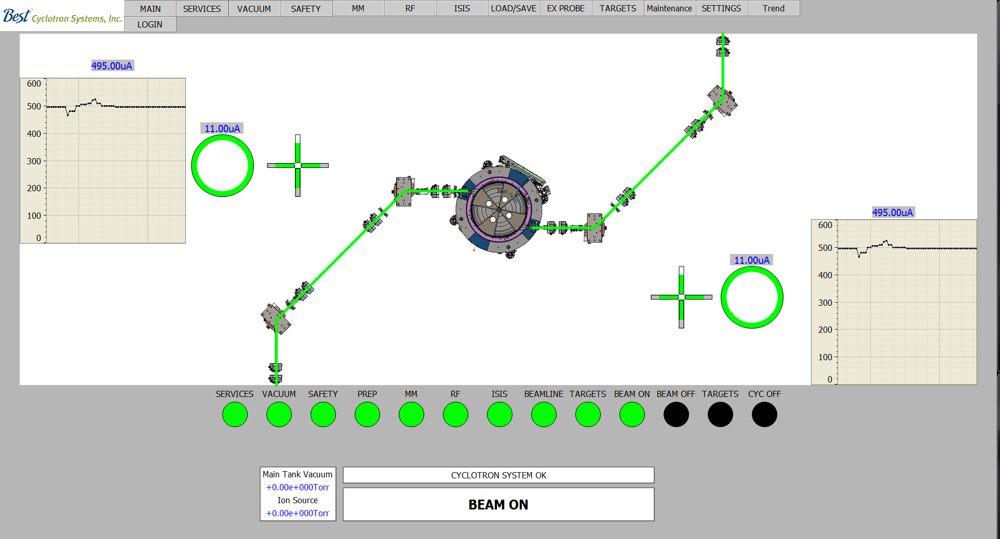 Best Cyclotron Systems, Inc.
MAIN SERVICES VACUUM SAFETY MM RF ISIS LOAD/SAVE EX PROBE TARGETS Maintenance SETTINGS Trend
LOGIN
495.00uA
600
500
400
300
200
100
0
11.00uA
495.00uA
600
500
400
300
200
100
0
11.00uA
SERVICES VACUUM SAFETY PREP MM RF ISIS BEAMLINE TARGETS BEAM ON BEAM OFF TARGETS CYC OFF
Main Tank Vacuum
+0.00e+000Torr
Ion Source
+0.00e+000Torr
CYCLOTRON SYSTEM OK
BEAM ON